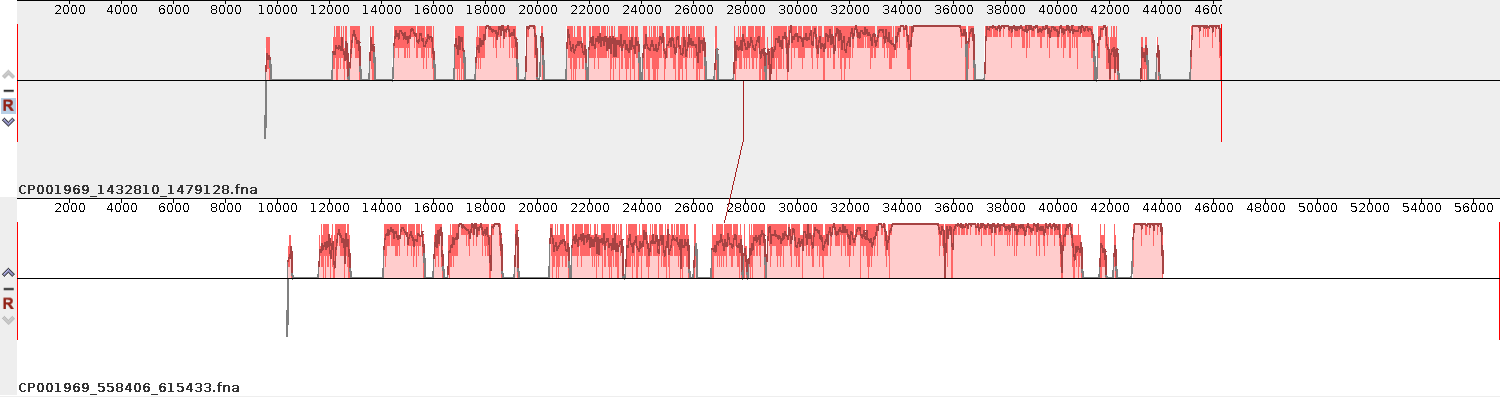 2000 4000 6000 8000 10000 12000 14000 16000 18000 20000 22000 24000 26000 28000 30000 32000 34000 36000 38000 40000 42000 44000 4600
R
CP001969_1432810_1479128.fna
2000 4000 6000 8000 10000 12000 14000 16000 18000 20000 22000 24000 26000 28000 30000 32000 34000 36000 38000 40000 42000 44000 46000 48000 50000 52000 54000 56000
R
CP001969_558406_615433.fna